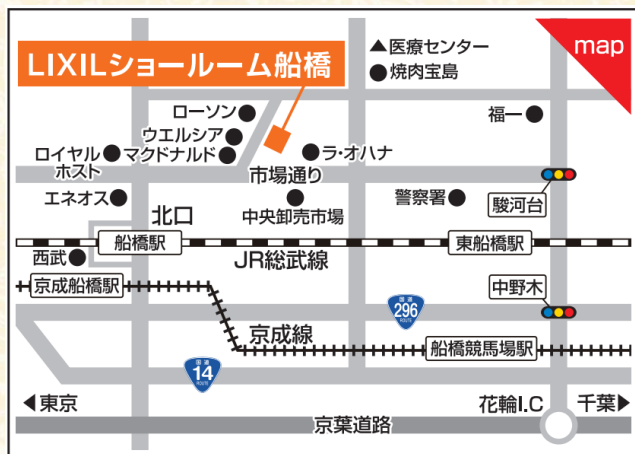 map
LIXILショールーム船橋
▲医療センター
●焼肉宝島
ローソン●
福一●
ウエルシア●
ロイヤル●
ホスト
マクドナルド●
●ラ・オハナ
市場通り
エネオス●
中央卸売市場
警察署●
駿河台
北口
船橋駅
東船橋駅
西武●
JR総武線
京成船橋駅
中野木
国道
296
ROUTE
京成線
船橋競馬場駅
国道
14
ROUTE
◀東京
花輪I.C
千葉▶
京葉道路